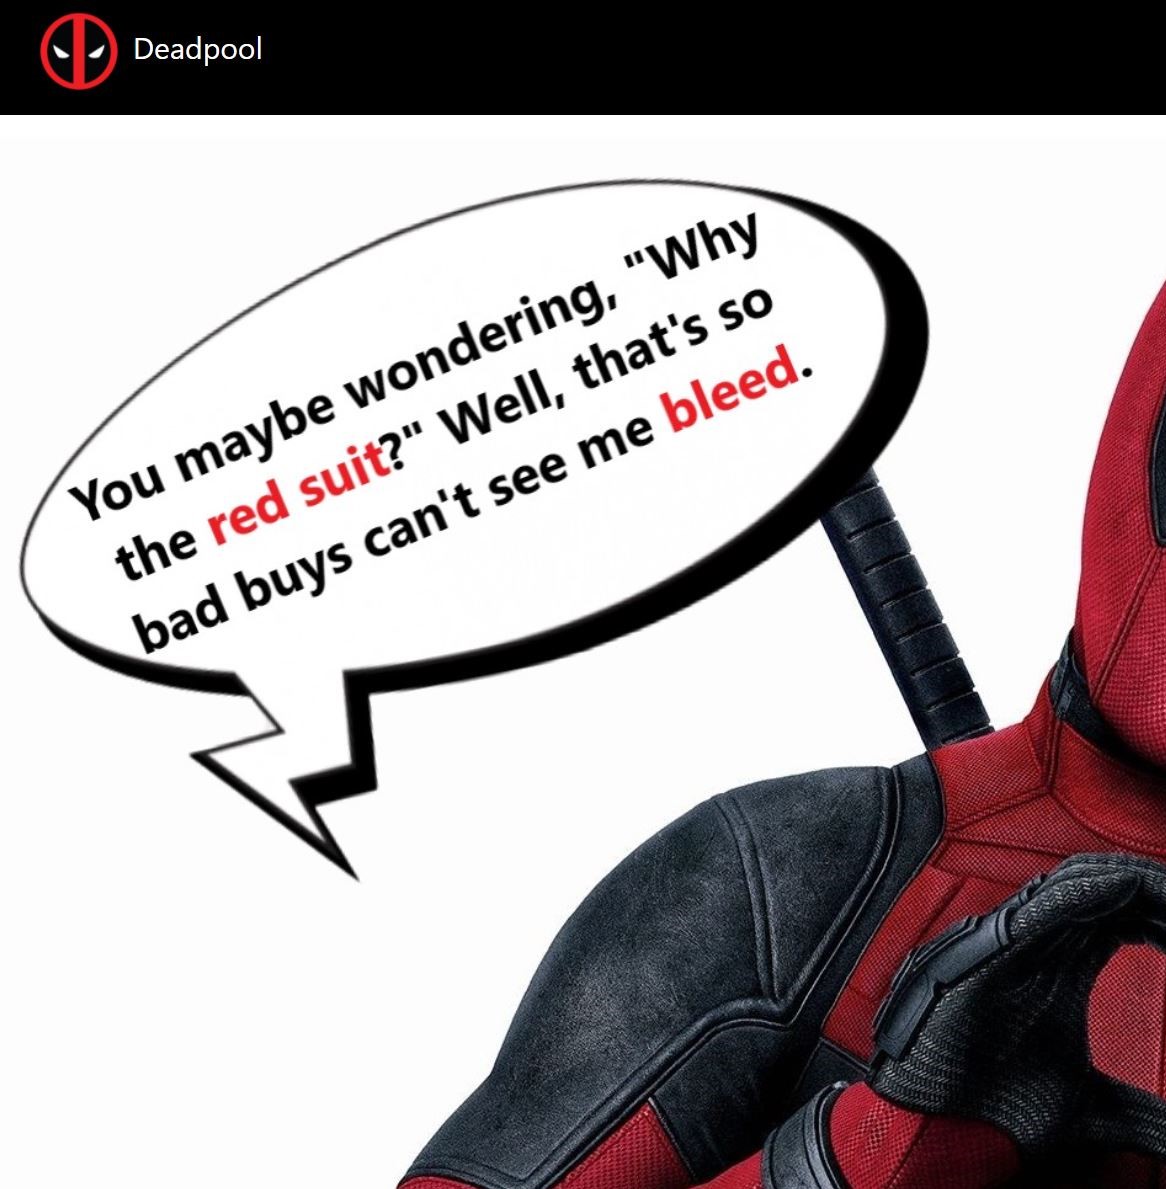 Deadpool
You maybe wondering, "Why
the red suit?" Well, that's so
bad buys can't see me bleed.